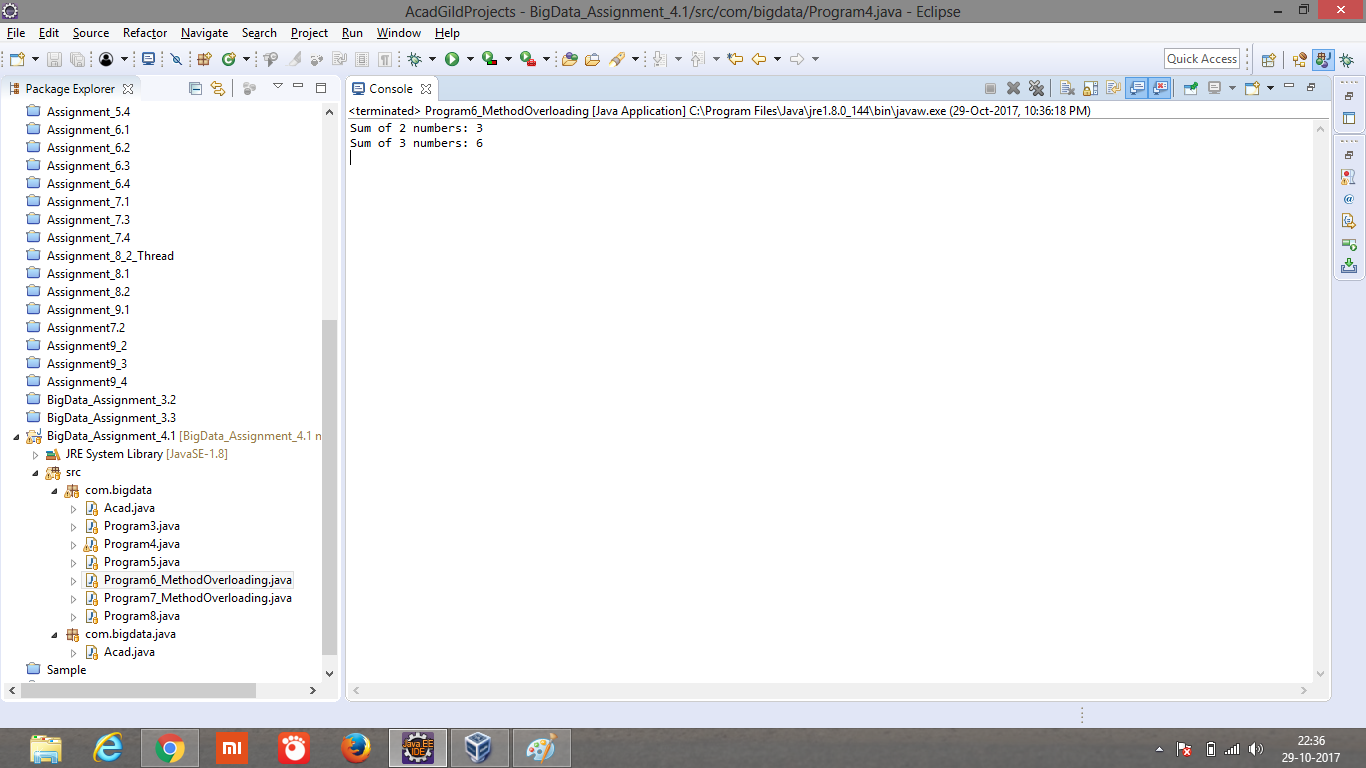 AcadGildProjects - BigData_Assignment_4.1/src/com/bigdata/Program4.java - Eclipse
File Edit Source Refactor Navigate Search Project Run Window Help
Quick Access
Package Explorer
Assignment_5.4
Assignment_6.1
Assignment_6.2
Assignment_6.3
Assignment_6.4
Assignment_7.1
Assignment_7.3
Assignment_7.4
Assignment_8_2_Thread
Assignment_8.1
Assignment_8.2
Assignment_9.1
Assignment7.2
Assignment9_2
Assignment9_3
Assignment9_4
BigData_Assignment_3.2
BigData_Assignment_3.3
BigData_Assignment_4.1 [BigData_Assignment_4.1 n
JRE System Library [JavaSE-1.8]
src
com.bigdata
Acad.java
Program3.java
Program4.java
Program5.java
Program6_MethodOverloading.java
Program7_MethodOverloading.java
Program8.java
com.bigdata.java
Acad.java
Sample
Console
<terminated> Program6_MethodOverloading [Java Application] C:\Program Files\Java\jre1.8.0_144\bin\javaw.exe (29-Oct-2017, 10:36:18 PM)
Sum of 2 numbers: 3
Sum of 3 numbers: 6
mi
Java EE
IDE
22:36
29-10-2017